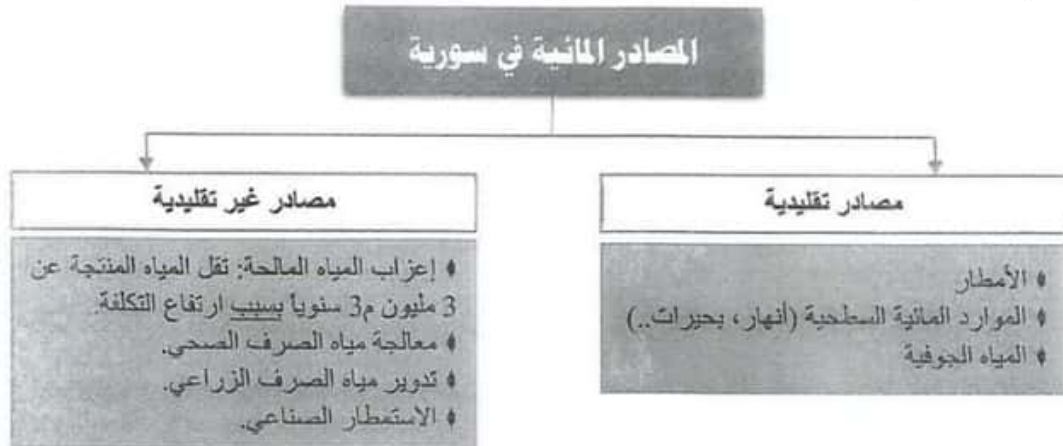 المصادر المائية في سورية
مصادر تقليدية
♦ الأمطار
♦ الموارد المائية السطحية (أنهار، بحيرات..)
♦ المياه الجوفية
مصادر غير تقليدية
♦ إعزاب المياه المالحة: تقل المياه المنتجة عن
3 مليون م3 سنوياً بسبب ارتفاع التكلفة.
♦ معالجة مياه الصرف الصحي.
♦ تدوير مياه الصرف الزراعي.
♦ الاستمطار الصناعي.